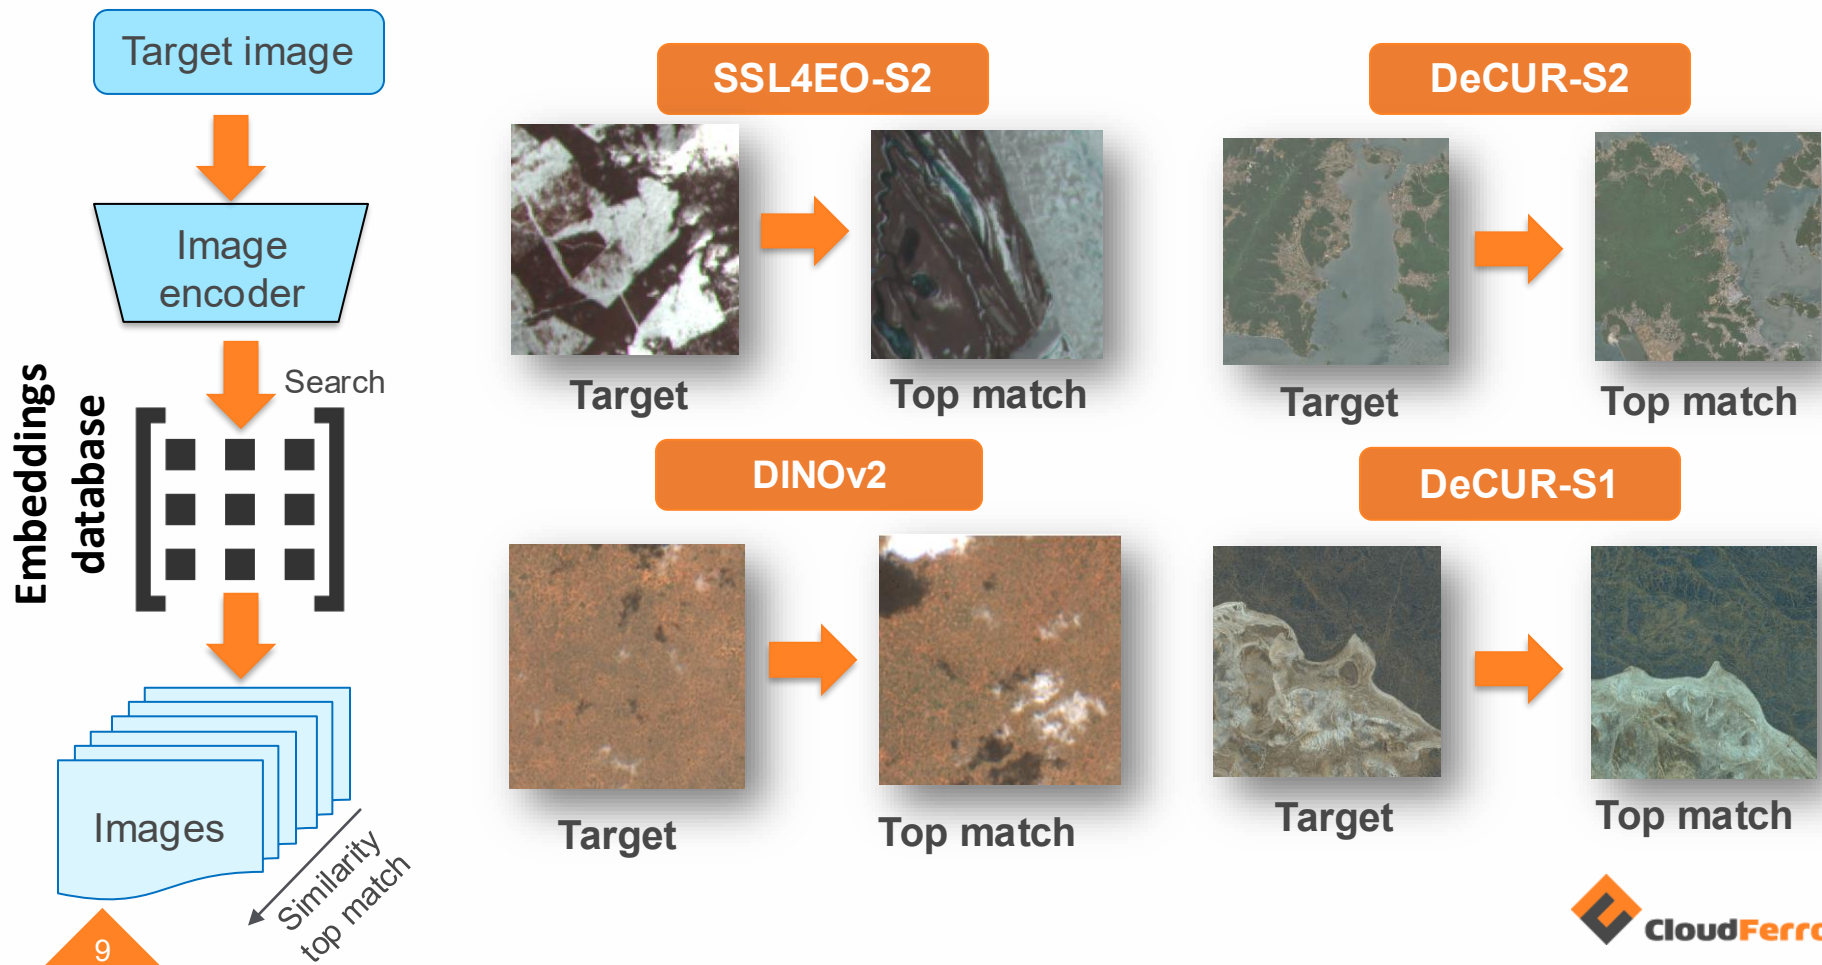 Target image
Image
encoder
Search
Embeddings
database
Images
Similarity
top match
9
SSL4EO-S2
Target
Top match
DeCUR-S2
Target
Top match
DINOv2
Target
Top match
DeCUR-S1
Target
Top match
CloudFerro